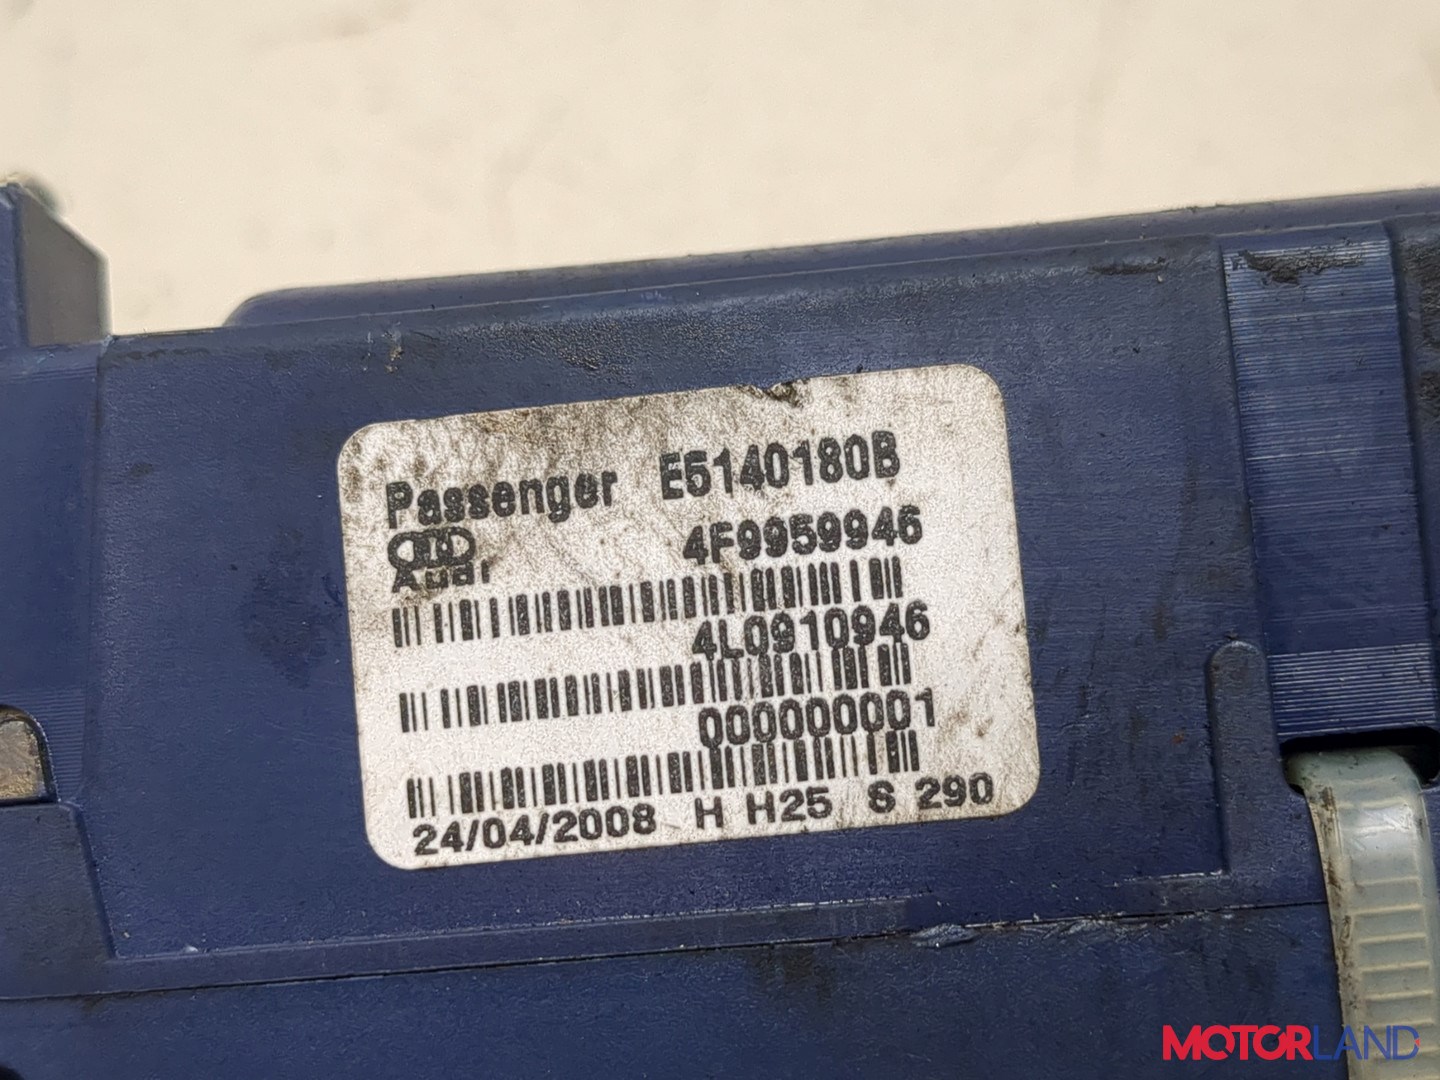 Passenger E5140180B
4F9959946
Audi
4L0910946
000000001
24/04/2008 H H25 S 290
MOTORLAND